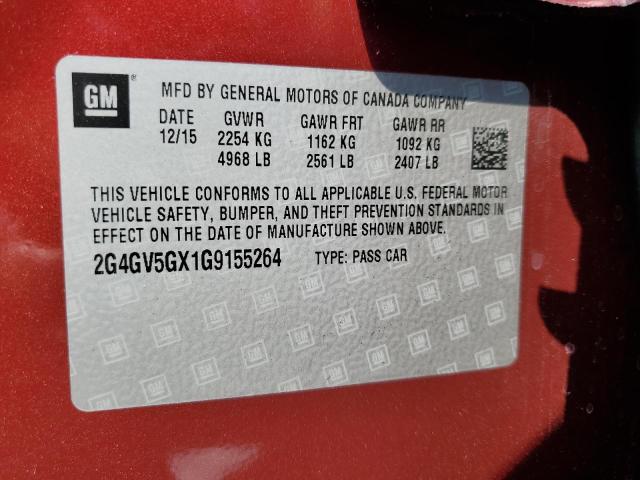 GM ®
MFD BY GENERAL MOTORS OF CANADA COMPANY
DATE GVWR GAWR FRT GAWR RR
12/15 2254 KG 1162 KG 1092 KG
4968 LB 2561 LB 2407 LB
THIS VEHICLE CONFORMS TO ALL APPLICABLE U.S. FEDERAL MOTOR
VEHICLE SAFETY, BUMPER, AND THEFT PREVENTION STANDARDS IN
EFFECT ON THE DATE OF MANUFACTURE SHOWN ABOVE.
2G4GV5GX1G9155264 TYPE: PASS CAR